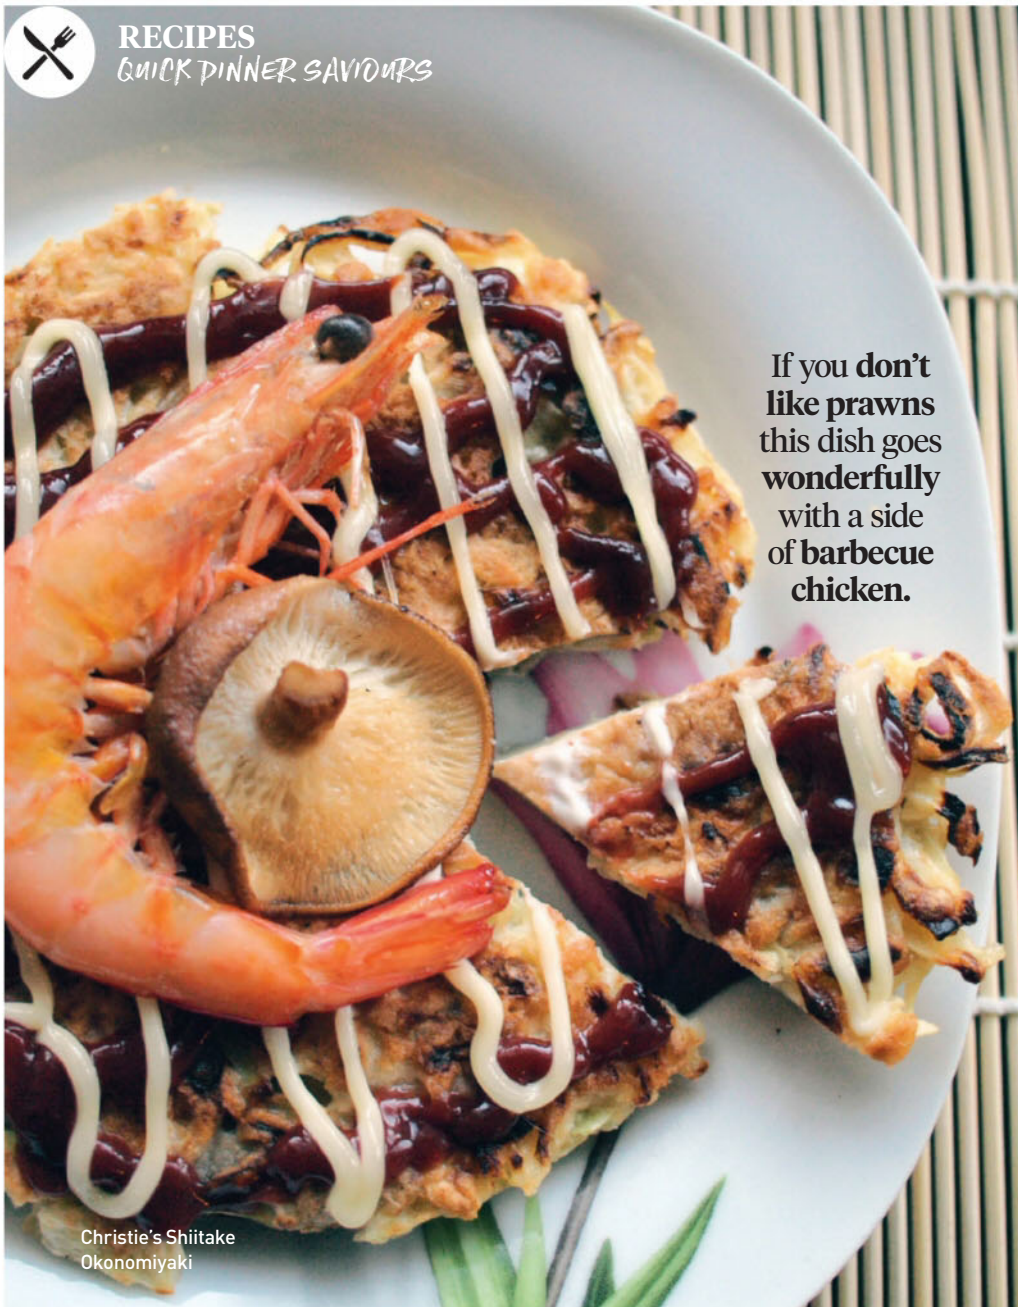 RECIPES
QUICK DINNER SAVIOURS
If you don’t
like prawns
this dish goes
wonderfully
with a side
of barbecue
chicken.
Christie’s Shiitake
Okonomiyaki